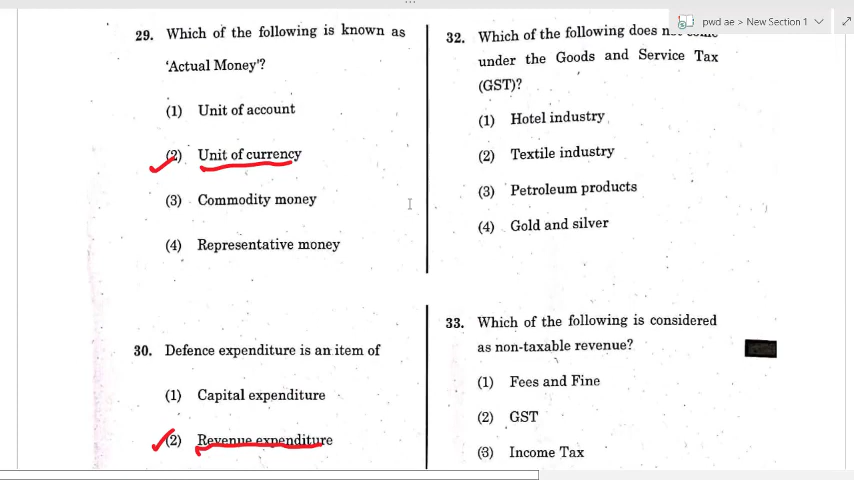 pwd ae > New Section 1
29. Which of the following is known as
‘Actual Money’?
(1) Unit of account
(2) Unit of currency
(3) Commodity money
(4) Representative money
30. Defence expenditure is an item of
(1) Capital expenditure
(2) Revenue expenditure
32. Which of the following does
under the Goods and Service Tax
(GST)?
(1) Hotel industry
(2) Textile industry
(3) Petroleum products
(4) Gold and silver
33. Which of the following is considered
as non-taxable revenue?
(1) Fees and Fine
(2) GST
(3) Income Tax